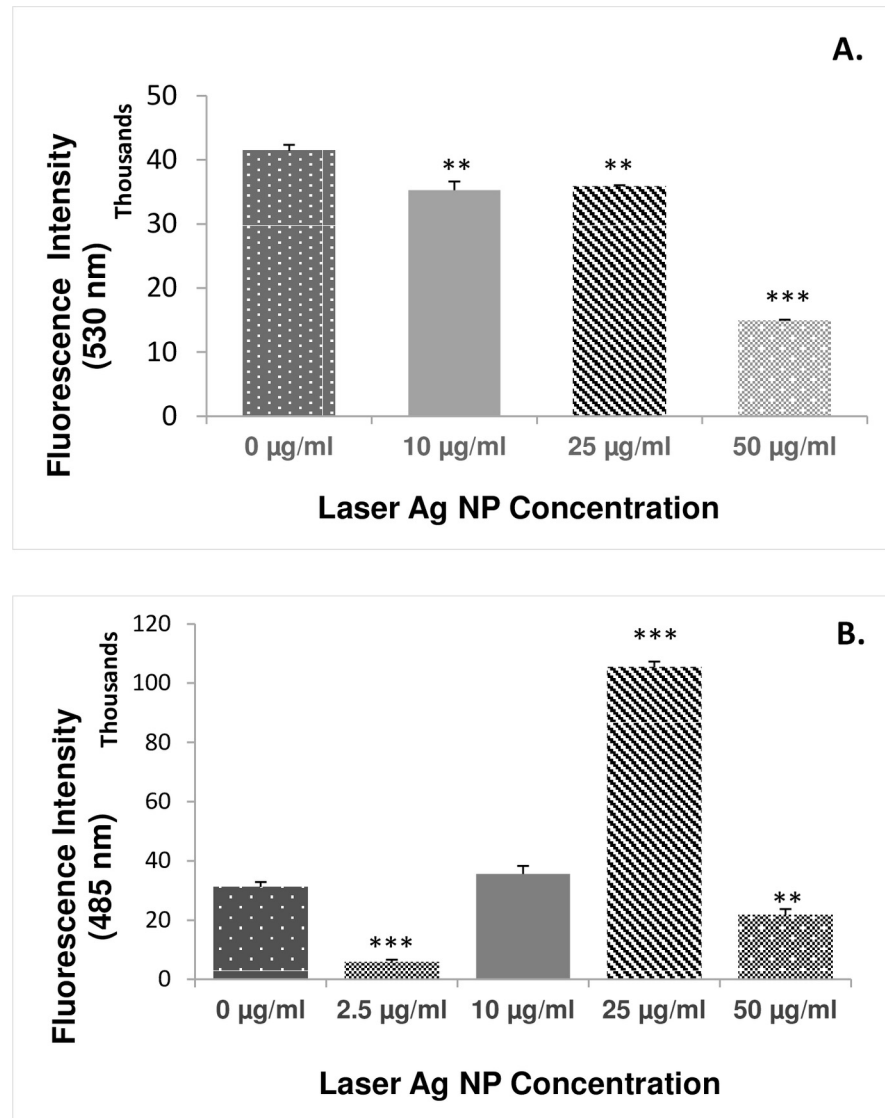 A.
Fluorescence Intensity
(530 nm)
Thousands
50
40
30
20
10
0
**
**
***
0 µg/ml
10 µg/ml
25 µg/ml
50 µg/ml
Laser Ag NP Concentration
B.
Fluorescence Intensity
(485 nm)
Thousands
120
100
80
60
40
20
0
***
***
**
0 µg/ml
2.5 µg/ml
10 µg/ml
25 µg/ml
50 µg/ml
Laser Ag NP Concentration